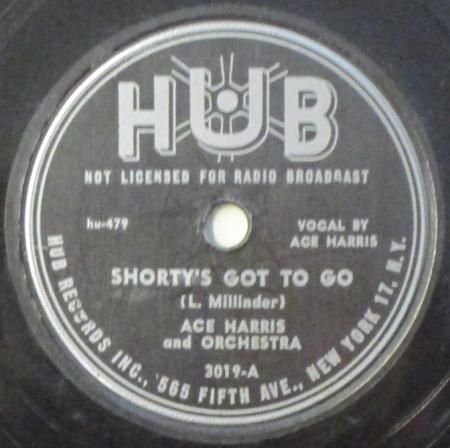 HUB
NOT LICENSED FOR RADIO BROADCAST
hu-479
VOCAL BY
ACE HARRIS
SHORTY'S GOT TO GO
(L. Millinder)
ACE HARRIS
and ORCHESTRA
3019-A
HUB RECORDS INC., 565 FIFTH AVE., NEW YORK 17, N.Y.